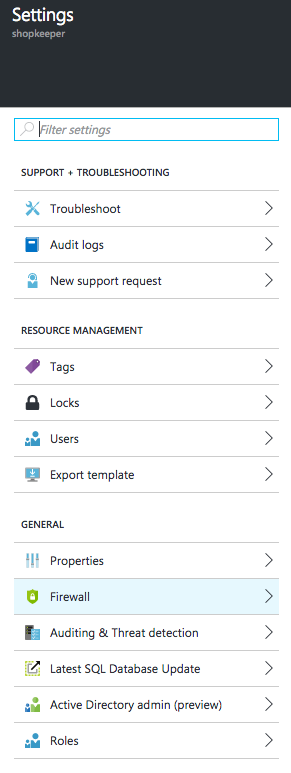 Settings
shopkeeper
Filter settings
SUPPORT + TROUBLESHOOTING
Troubleshoot
Audit logs
New support request
RESOURCE MANAGEMENT
Tags
Locks
Users
Export template
GENERAL
Properties
Firewall
Auditing & Threat detection
Latest SQL Database Update
Active Directory admin (preview)
Roles